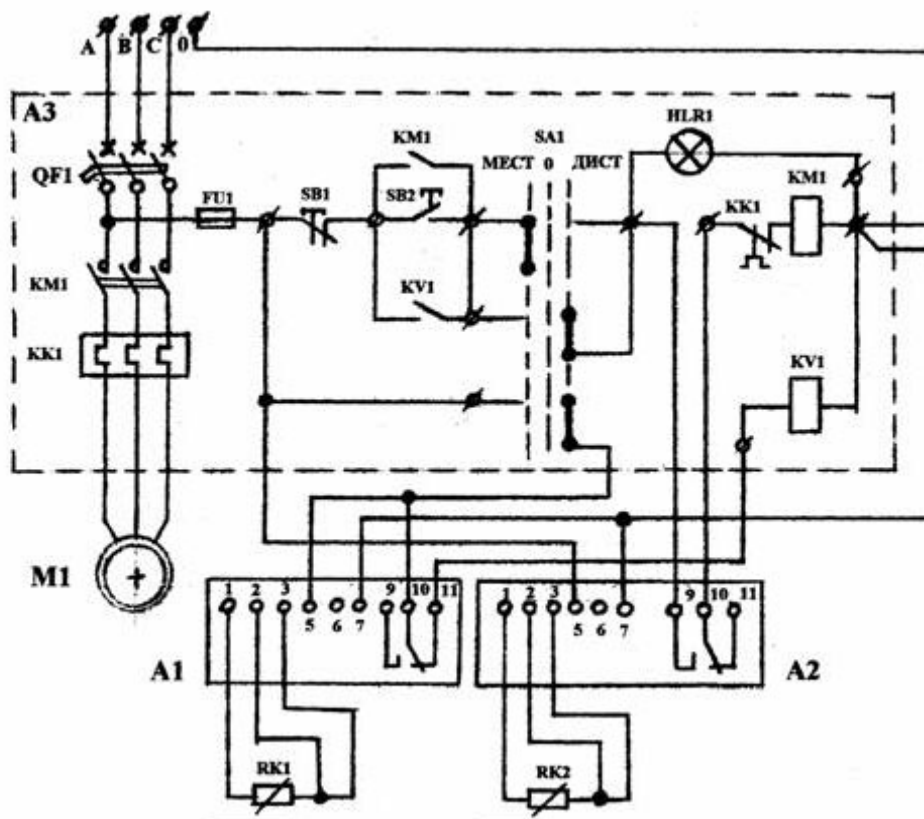 A B C 0
A3
HLR1
KM1 SA1
МЕСТ 0 ДИСТ
QF1
FU1 SB1 SB2 KK1 KM1
KM1
KV1
KK1
KV1
M1
1 2 3 9 10 11
5 6 7
A1
1 2 3 9 10 11
5 6 7
A2
RK1
RK2